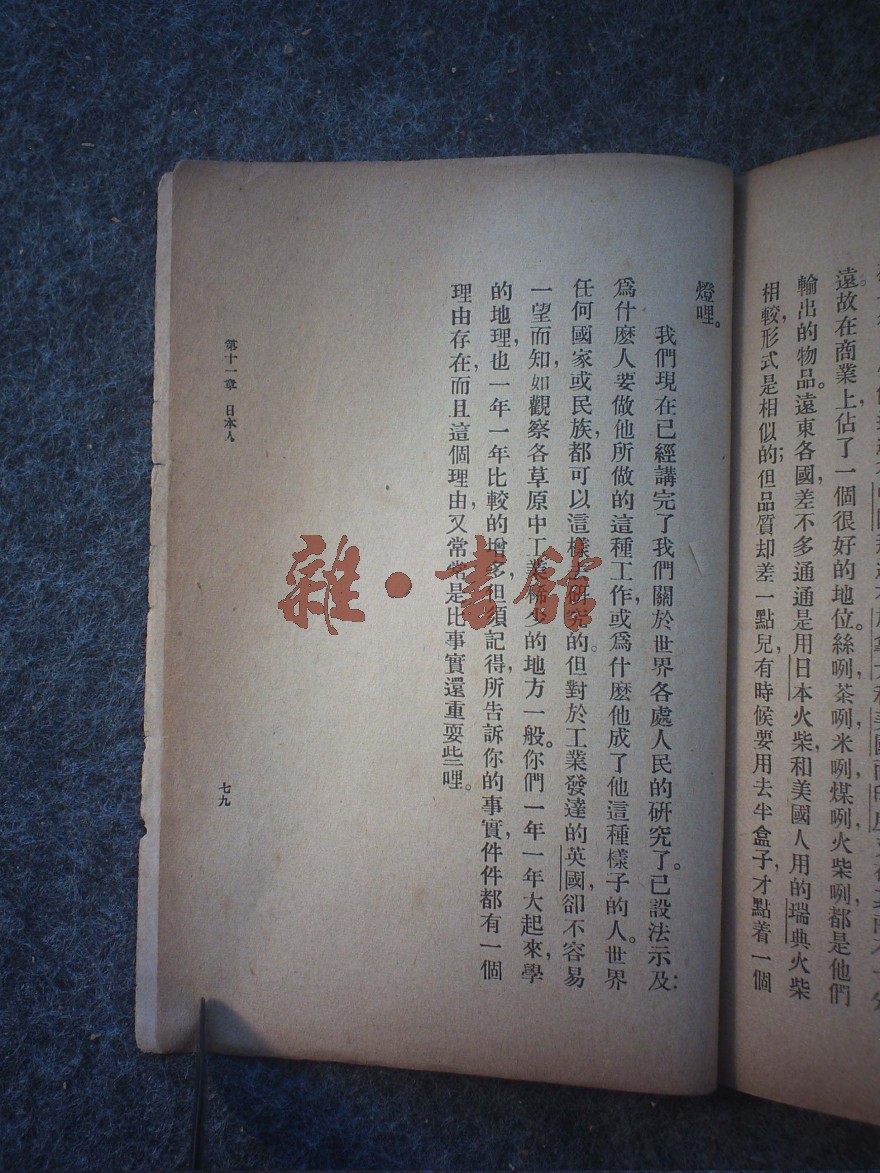 遠。故在商業上,佔了一個很好的地位。絲咧,茶咧,米咧,煤咧,火柴咧,都是他們
輸出的物品。遠東各國,差不多通通是用日本火柴,和美國人用的瑞典火柴
相較,形式是相似的;但品質却差一點兒,有時候要用去半盒子,才點着一個
燈哩。
我們現在已經講完了我們關於世界各處人民的研究了。已設法示及:
爲什麼人要做他所做的這種工作,或爲什麼他成了他這種樣子的人。世界
任何國家或民族,都可以這樣去研究的。但對於工業發達的英國,卻不容易
一望而知,如觀察各草原中工業稀少的地方一般。你們一年一年大起來,學
的地理,也一年一年比較的增多,但須記得,所告訴你的事實,件件都有一個
理由存在,而且這個理由,又常常是比事實還重要些哩。
第十一章 日本人
七九
雜·書館